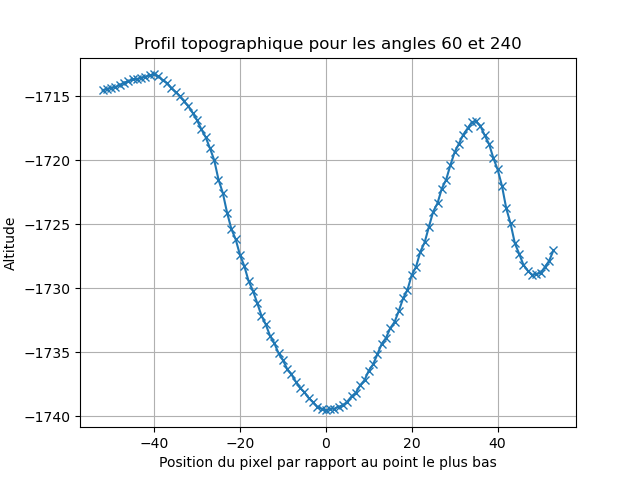 Profil topographique pour les angles 60 et 240
Altitude
−1715
−1720
−1725
−1730
−1735
−1740
−40 −20 0 20 40
Position du pixel par rapport au point le plus bas